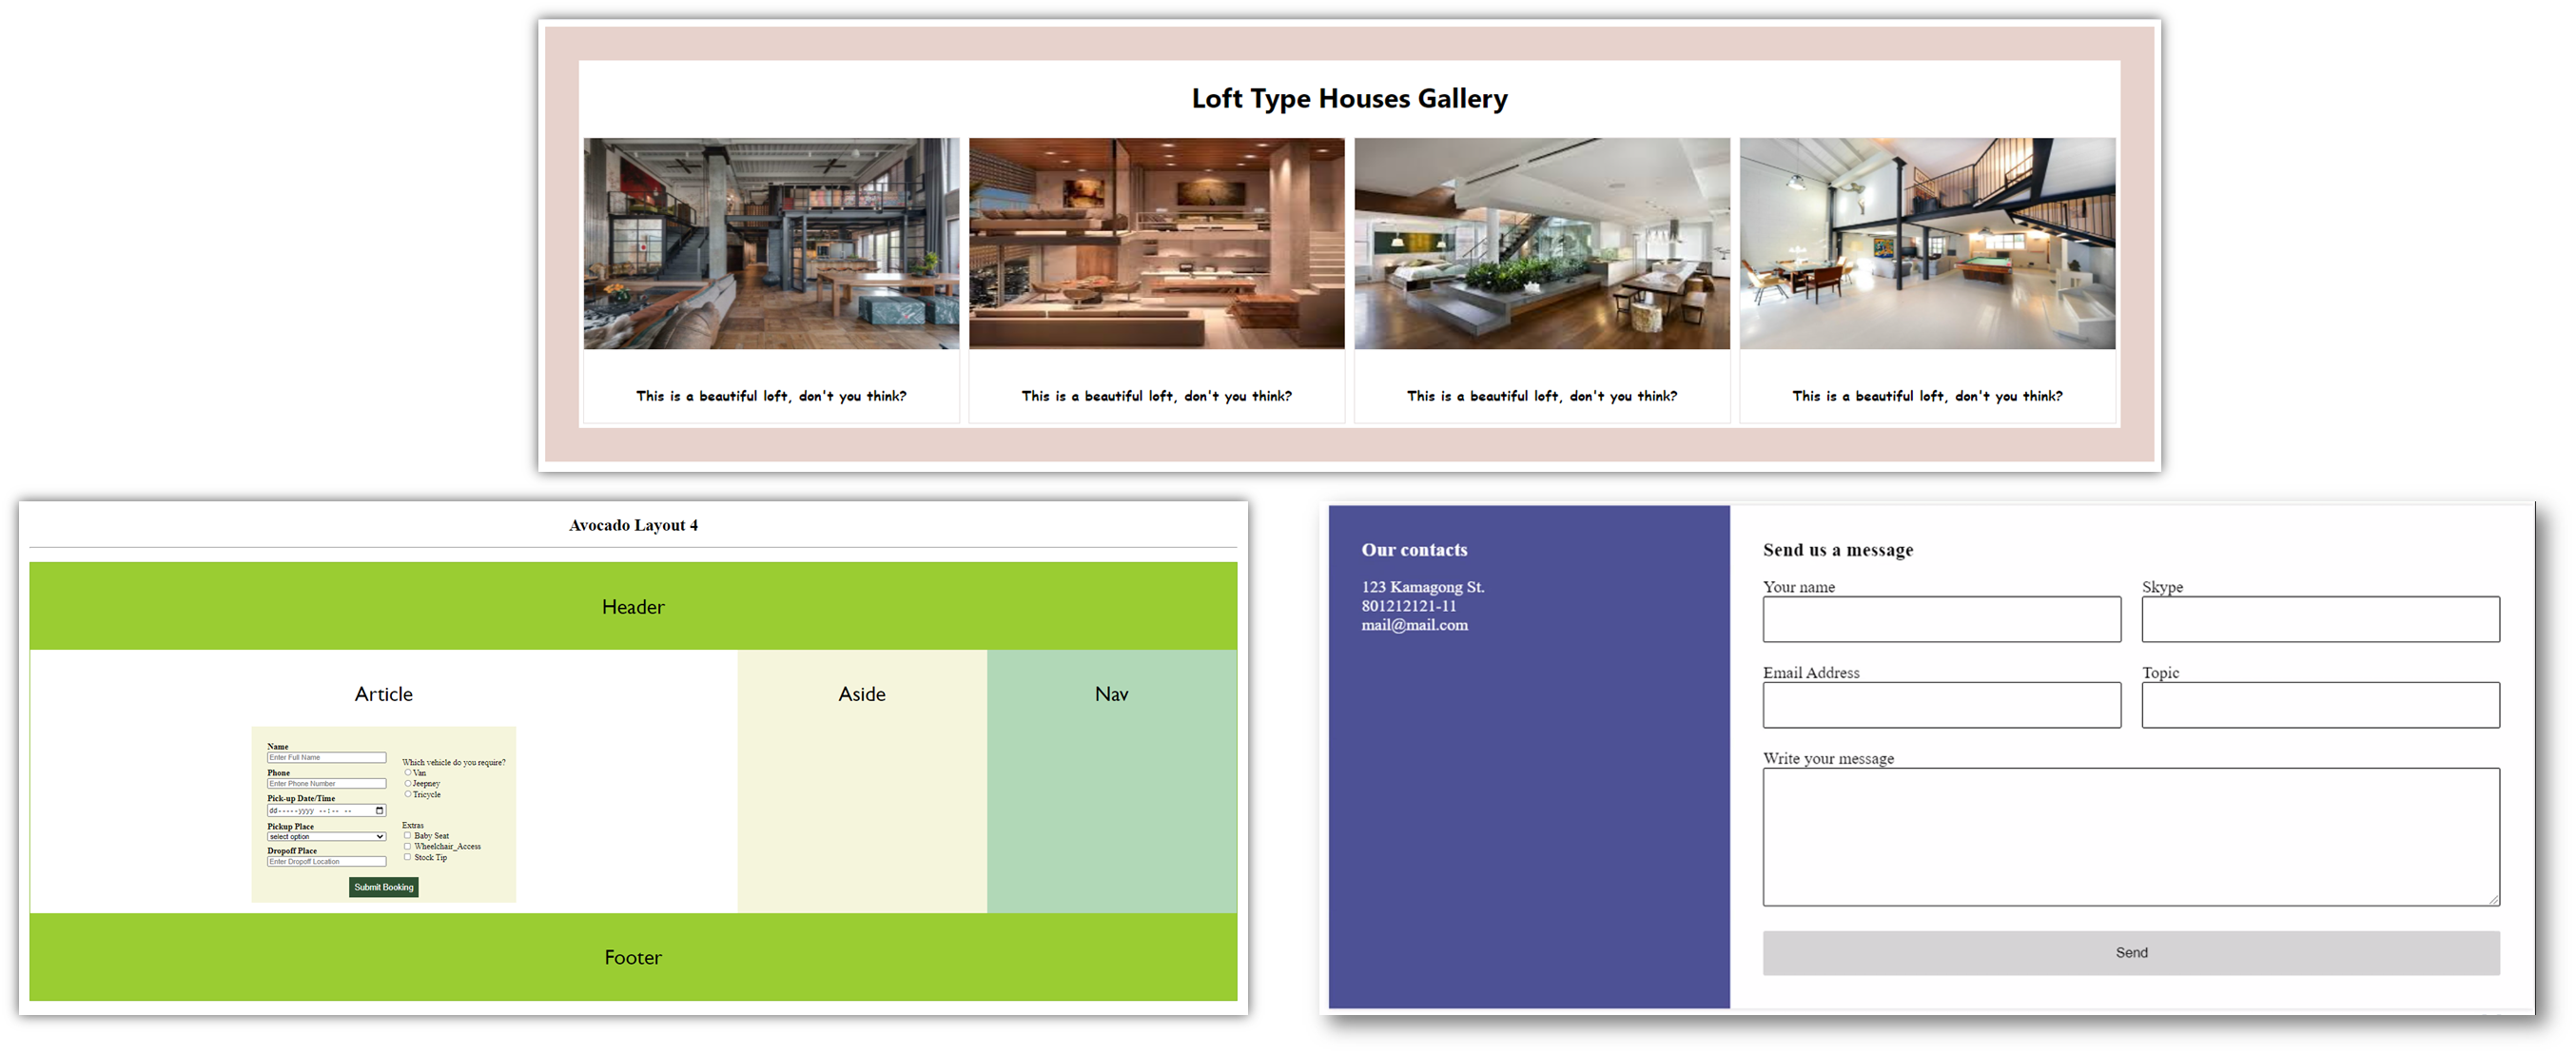 Loft Type Houses Gallery
This is a beautiful loft, don't you think?
This is a beautiful loft, don't you think?
This is a beautiful loft, don't you think?
This is a beautiful loft, don't you think?
Avocado Layout 4
Header
Article
Name
Enter Full Name
Phone
Enter Phone Number
Pick-up Date/Time
dd-----yyyy --:-- --
Pickup Place
select option
Dropoff Place
Enter Dropoff Location
Which vehicle do you require?
Van
Jeepney
Tricycle
Extras
Baby Seat
Wheelchair_Access
Stock Tip
Submit Booking
Aside
Nav
Footer
Our contacts
123 Kamagong St.
801212121-11
mail@mail.com
Send us a message
Your name
Skype
Email Address
Topic
Write your message
Send